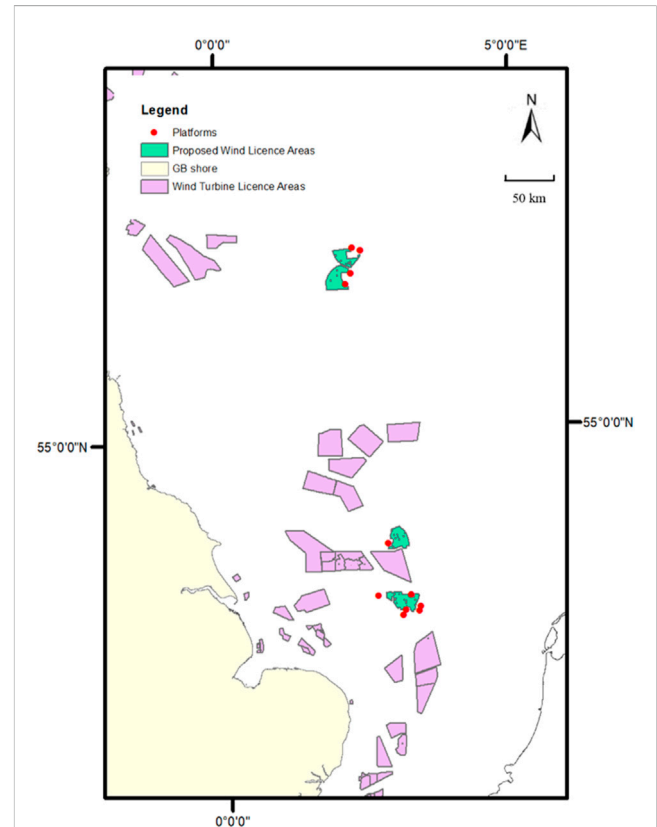 0°0'0"
5°0'0"E
N
Legend
Platforms
Proposed Wind Licence Areas
GB shore
Wind Turbine Licence Areas
50 km
55°0'0"N
55°0'0"N
0°0'0"